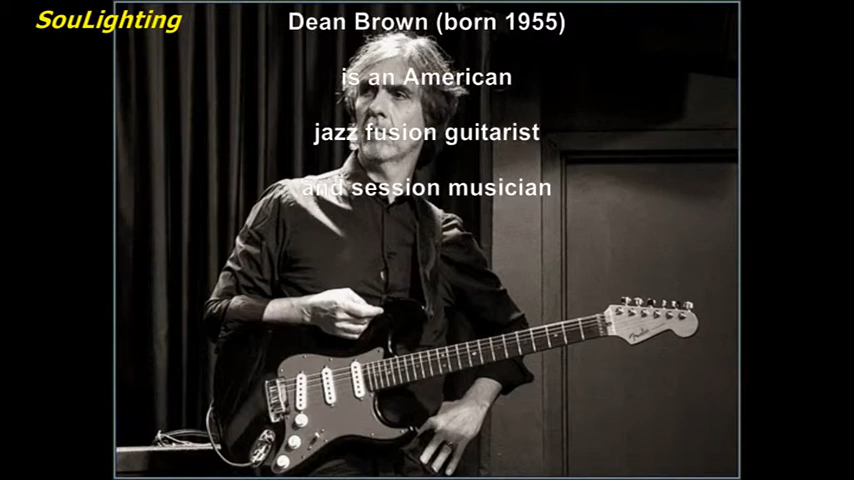 SouLighting
Dean Brown (born 1955)
is an American
jazz fusion guitarist
and session musician
Fender